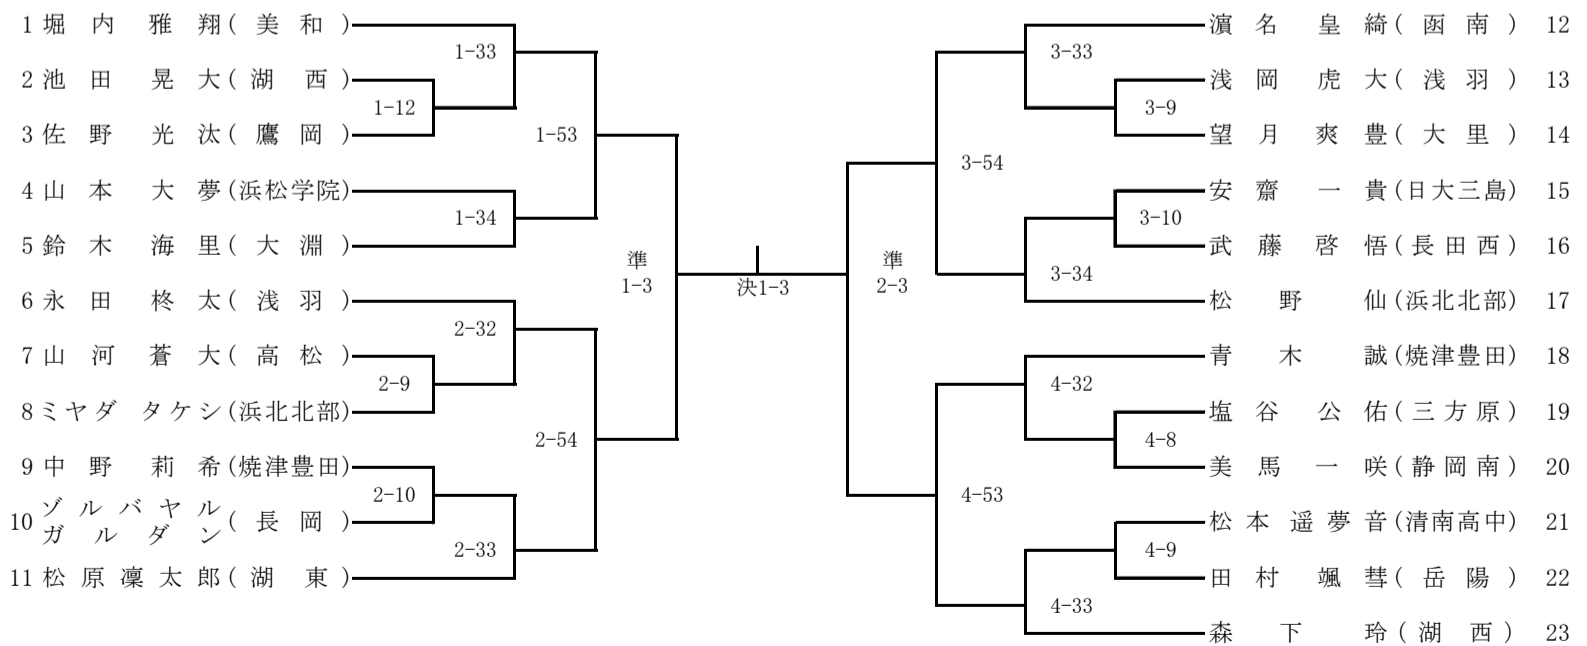 1 堀内雅翔(美和)
1-33
2 池田晃大(湖西)
1-12
3 佐野光汰(鷹岡)
1-53
4 山本大夢(浜松学院)
1-34
5 鈴木海里(大淵)
準
1-3
6 永田柊太(浅羽)
2-32
7 山河蒼大(高松)
2-9
8 ミヤダ タケシ(浜北北部)
2-54
9 中野莉希(焼津豊田)
2-10
10 ゾルバヤル ガルダン(長岡)
2-33
11 松原凜太郎(湖東)
決1-3
濵名皇綺(函南) 12
3-33
浅岡虎大(浅羽) 13
3-9
望月爽豊(大里) 14
3-54
安齋一貴(日大三島) 15
3-10
武藤啓悟(長田西) 16
3-34
松野仙(浜北北部) 17
準
2-3
青木誠(焼津豊田) 18
4-32
塩谷公佑(三方原) 19
4-8
美馬一咲(静岡南) 20
4-53
松本遥夢音(清南高中) 21
4-9
田村颯彗(岳陽) 22
4-33
森下玲(湖西) 23